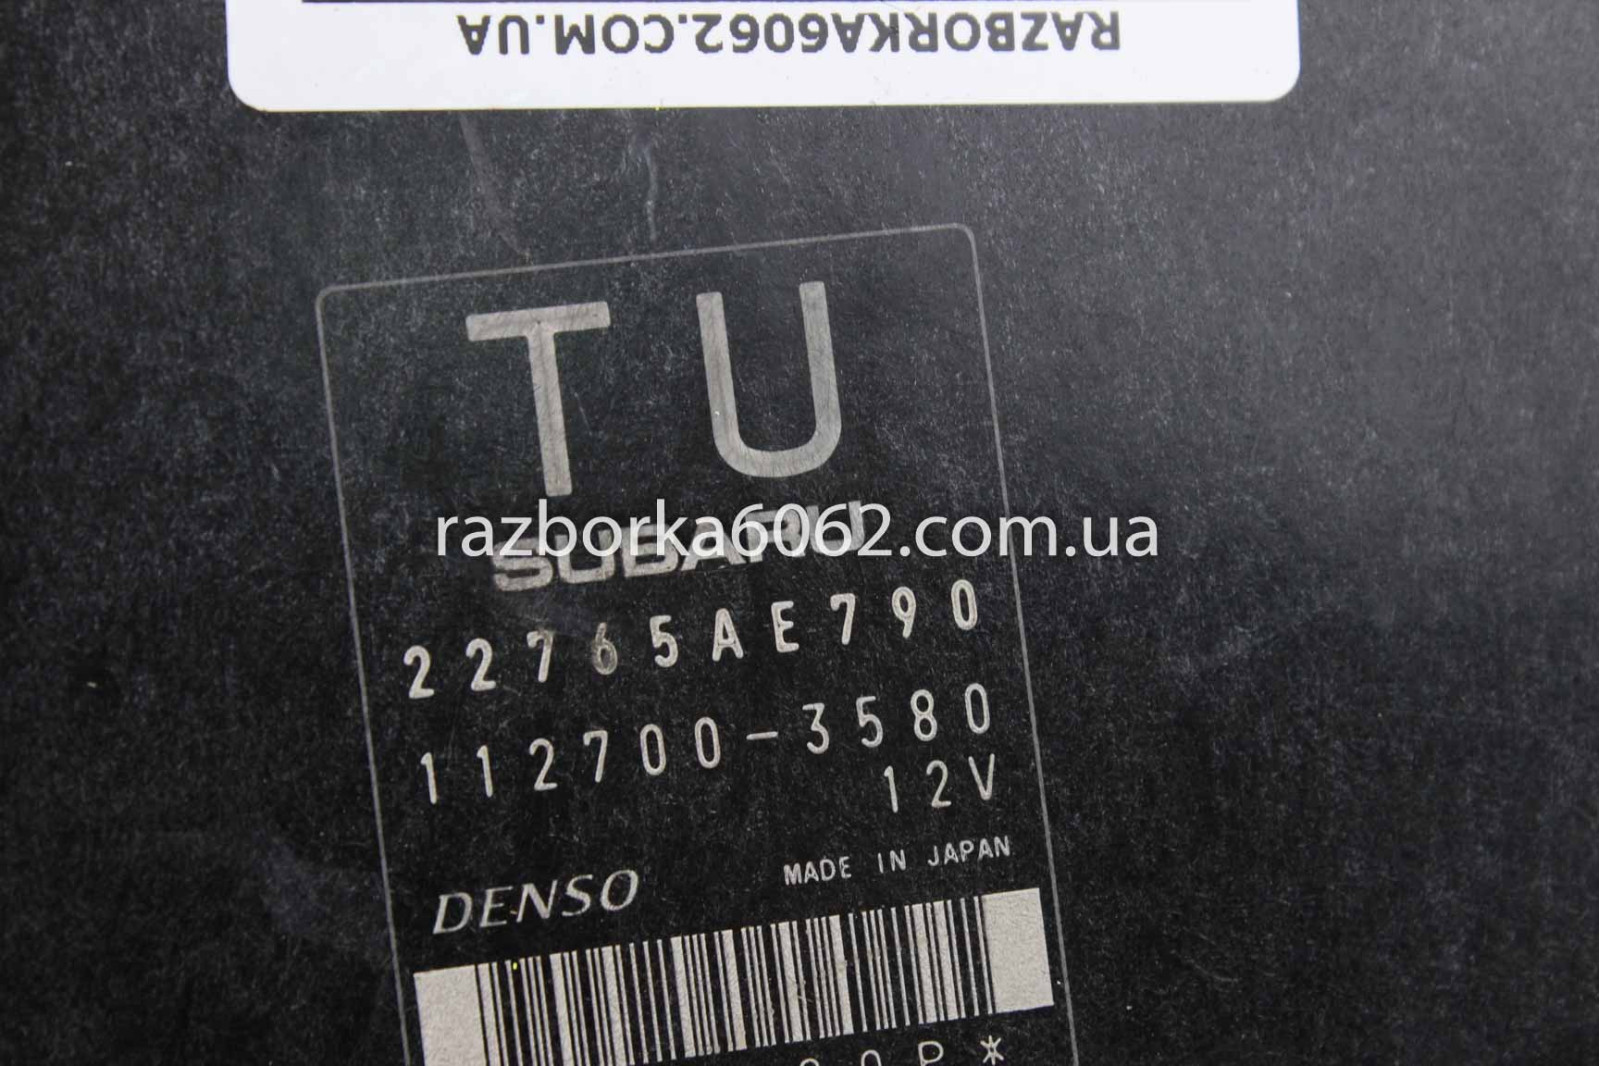 RAZBORKA6062.COM.UA
TU
SUBARU
razborka6062.com.ua
22765AE790
112700-3580
12V
DENSO
MADE IN JAPAN